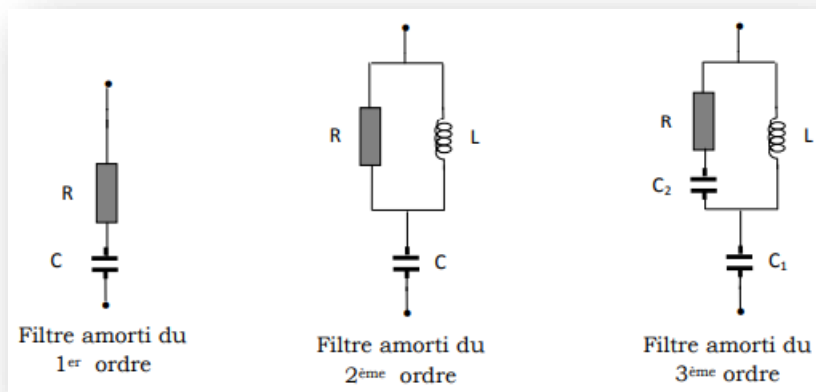 R
C
Filtre amorti du
1er ordre
R
L
C
Filtre amorti du
2ème ordre
R
L
C2
C1
Filtre amorti du
3ème ordre